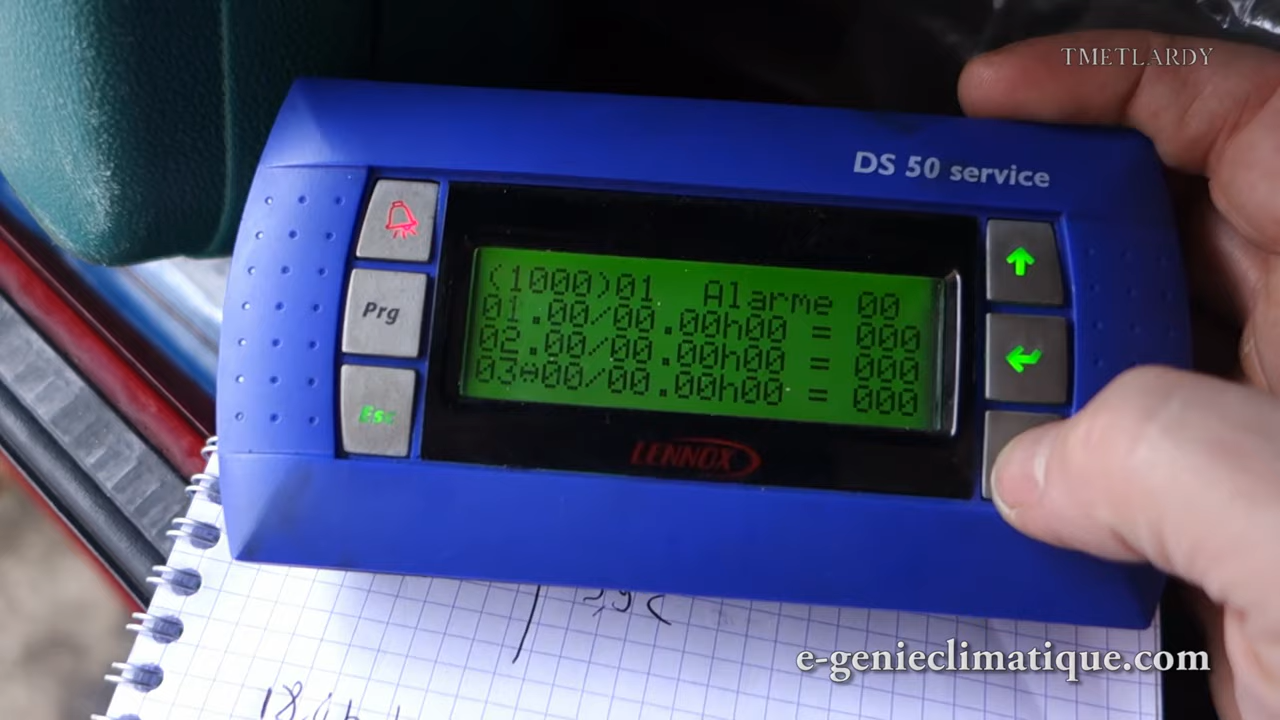 TMETLARDY
DS 50 service
Prg
Esc
(1000)01 Alarme 00
01.00/00.00h00 = 000
02.00/00.00h00 = 000
03↔00/00.00h00 = 000
LENNOX
e-genieclimatique.com